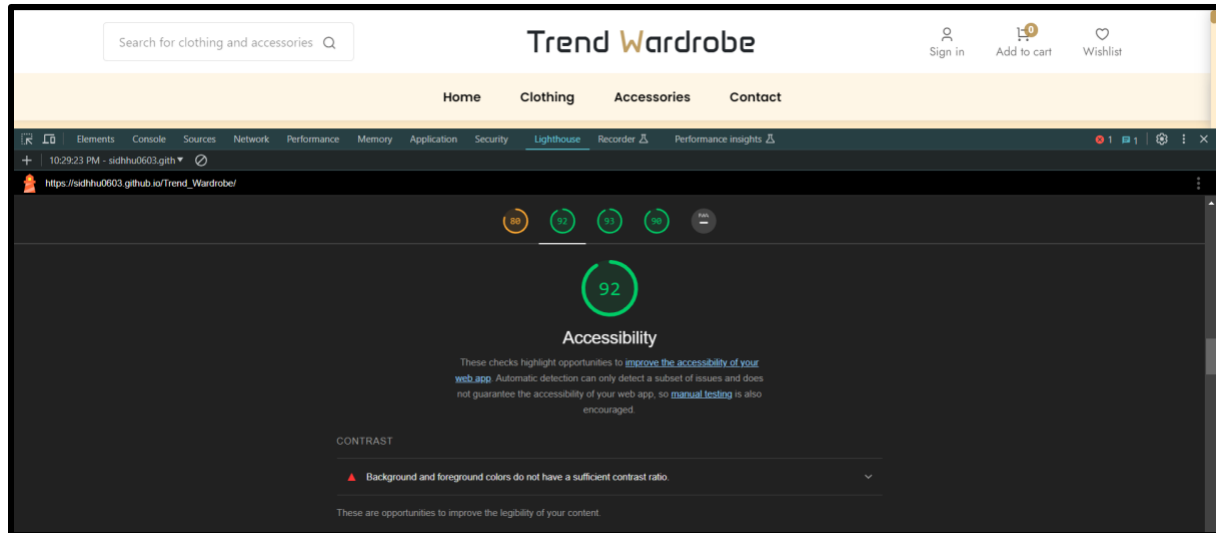 Search for clothing and accessories
Trend Wardrobe
Sign in
0
Add to cart
Wishlist
Home Clothing Accessories Contact
Elements Console Sources Network Performance Memory Application Security Lighthouse Recorder Performance insights 1 1
10:29:23 PM - sidhhu0603.gith
https://sidhhu0603.github.io/Trend_Wardrobe/
80 92 93 90 PWA
92
Accessibility
These checks highlight opportunities to improve the accessibility of your
web app. Automatic detection can only detect a subset of issues and does
not guarantee the accessibility of your web app, so manual testing is also
encouraged.
CONTRAST
Background and foreground colors do not have a sufficient contrast ratio.
These are opportunities to improve the legibility of your content.